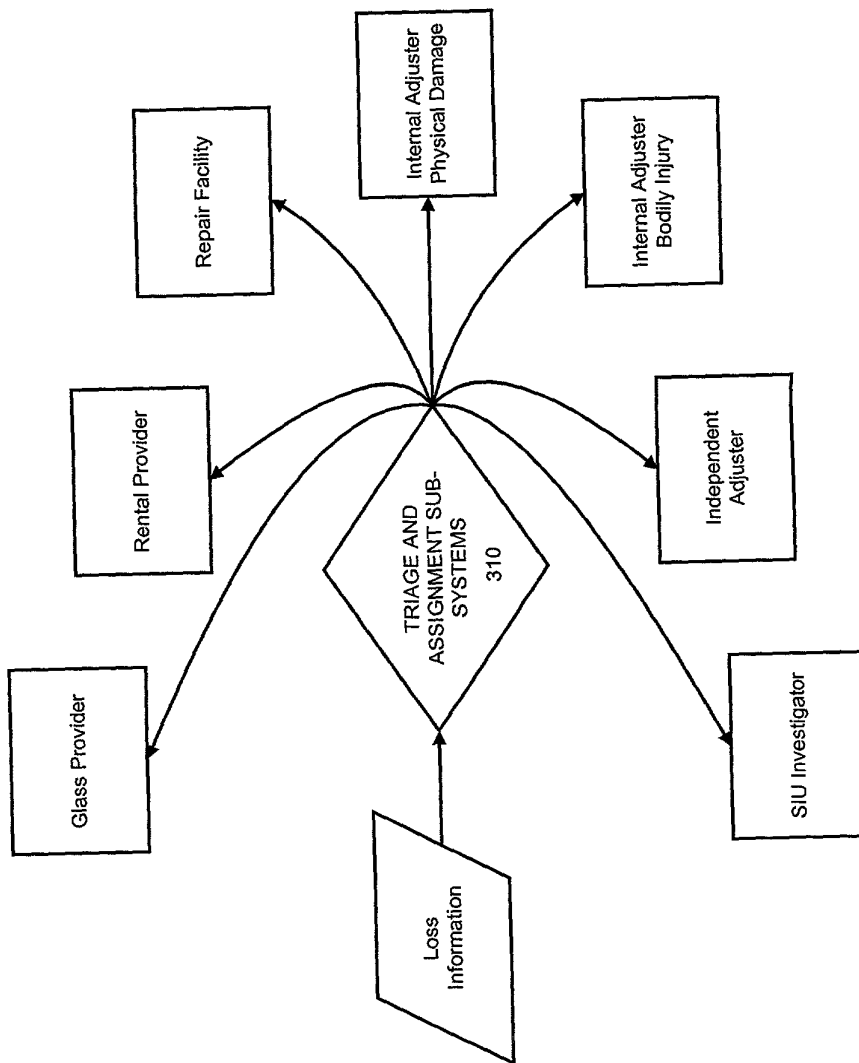 Glass Provider
Rental Provider
Repair Facility
Internal Adjuster
Physical Damage
Loss
Information
TRIAGE AND
ASSIGNMENT SUB-
SYSTEMS
310
Internal Adjuster
Bodily Injury
Independent
Adjuster
SIU Investigator